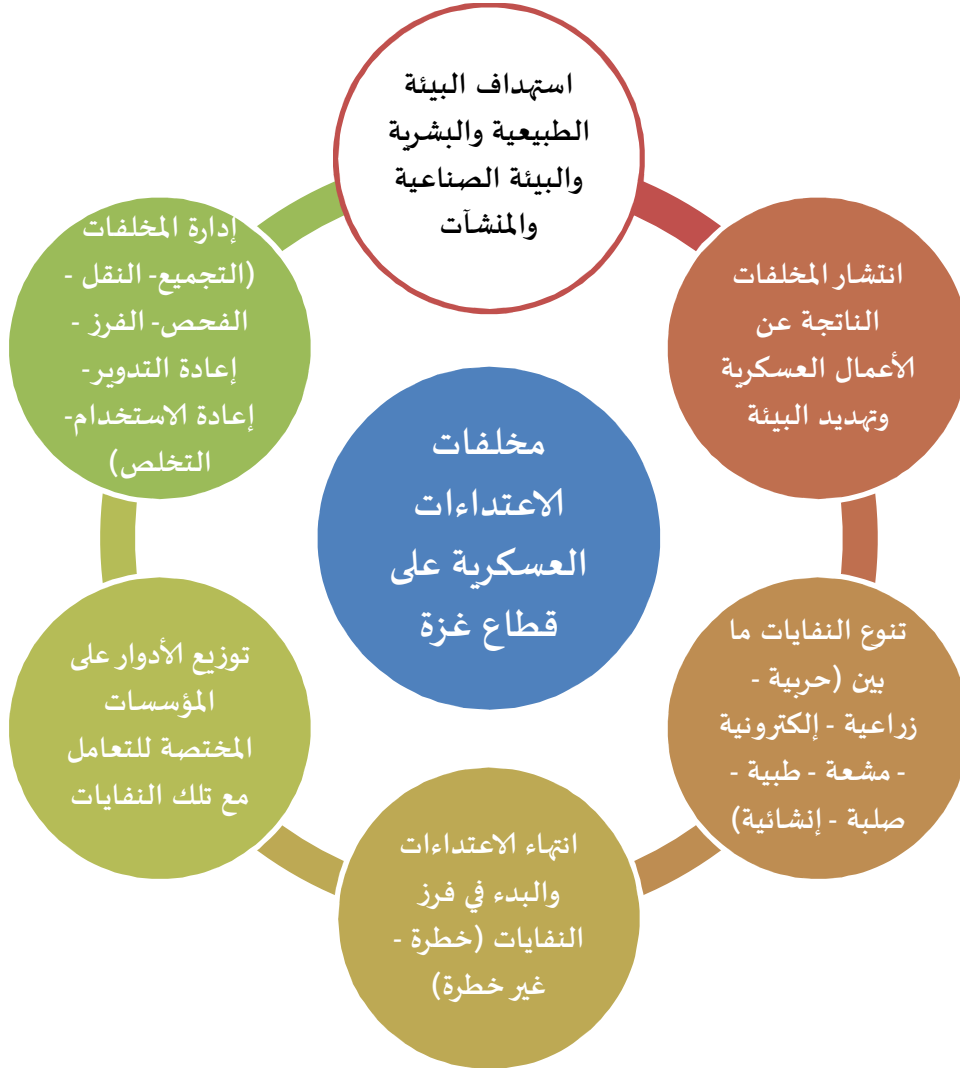 استهداف البيئة
الطبيعية والبشرية
والبيئة الصناعية
والمنشآت
انتشار المخلفات
الناتجة عن
الأعمال العسكرية
وتهديد البيئة
تنوع النفايات ما
بين (حربية -
زراعية - إلكترونية
- مشعة - طبية -
صلبة - إنشائية)
انتهاء الاعتداءات
والبدء في فرز
النفايات (خطرة -
غير خطرة)
توزيع الأدوار على
المؤسسات
المختصة للتعامل
مع تلك النفايات
إدارة المخلفات
(التجميع- النقل -
الفحص- الفرز -
إعادة التدوير-
إعادة الاستخدام-
التخلص)
مخلفات
الاعتداءات
العسكرية على
قطاع غزة